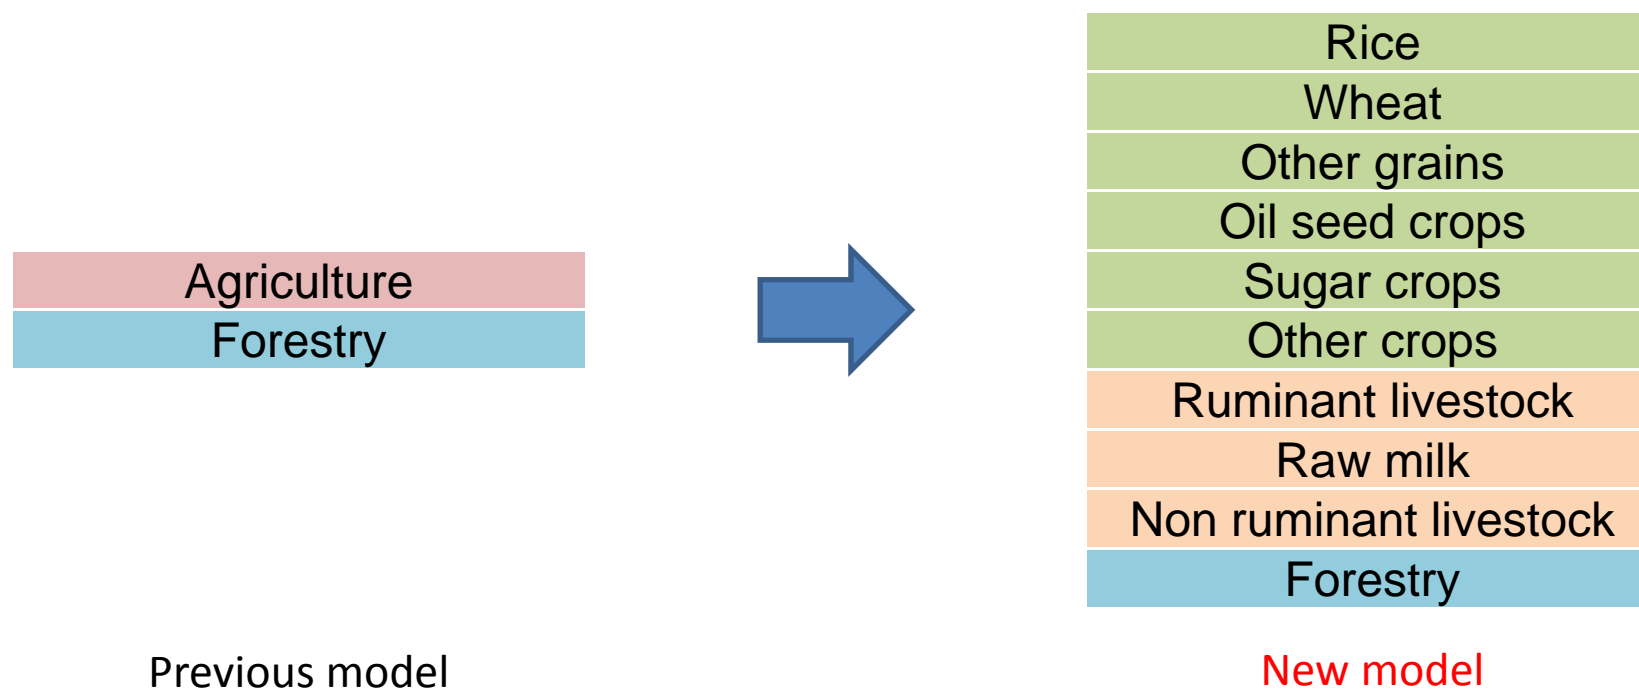 Agriculture
Forestry
Previous model
Rice
Wheat
Other grains
Oil seed crops
Sugar crops
Other crops
Ruminant livestock
Raw milk
Non ruminant livestock
Forestry
New model